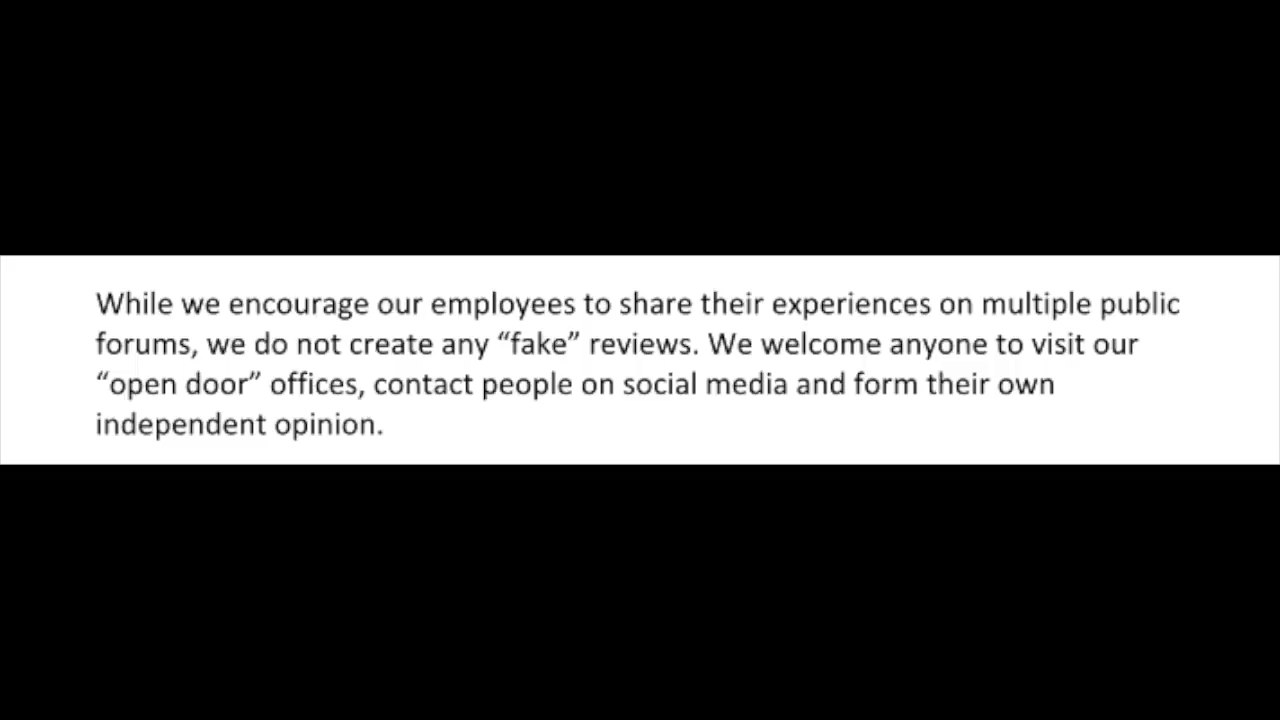 While we encourage our employees to share their experiences on multiple public
forums, we do not create any “fake” reviews. We welcome anyone to visit our
“open door” offices, contact people on social media and form their own
independent opinion.